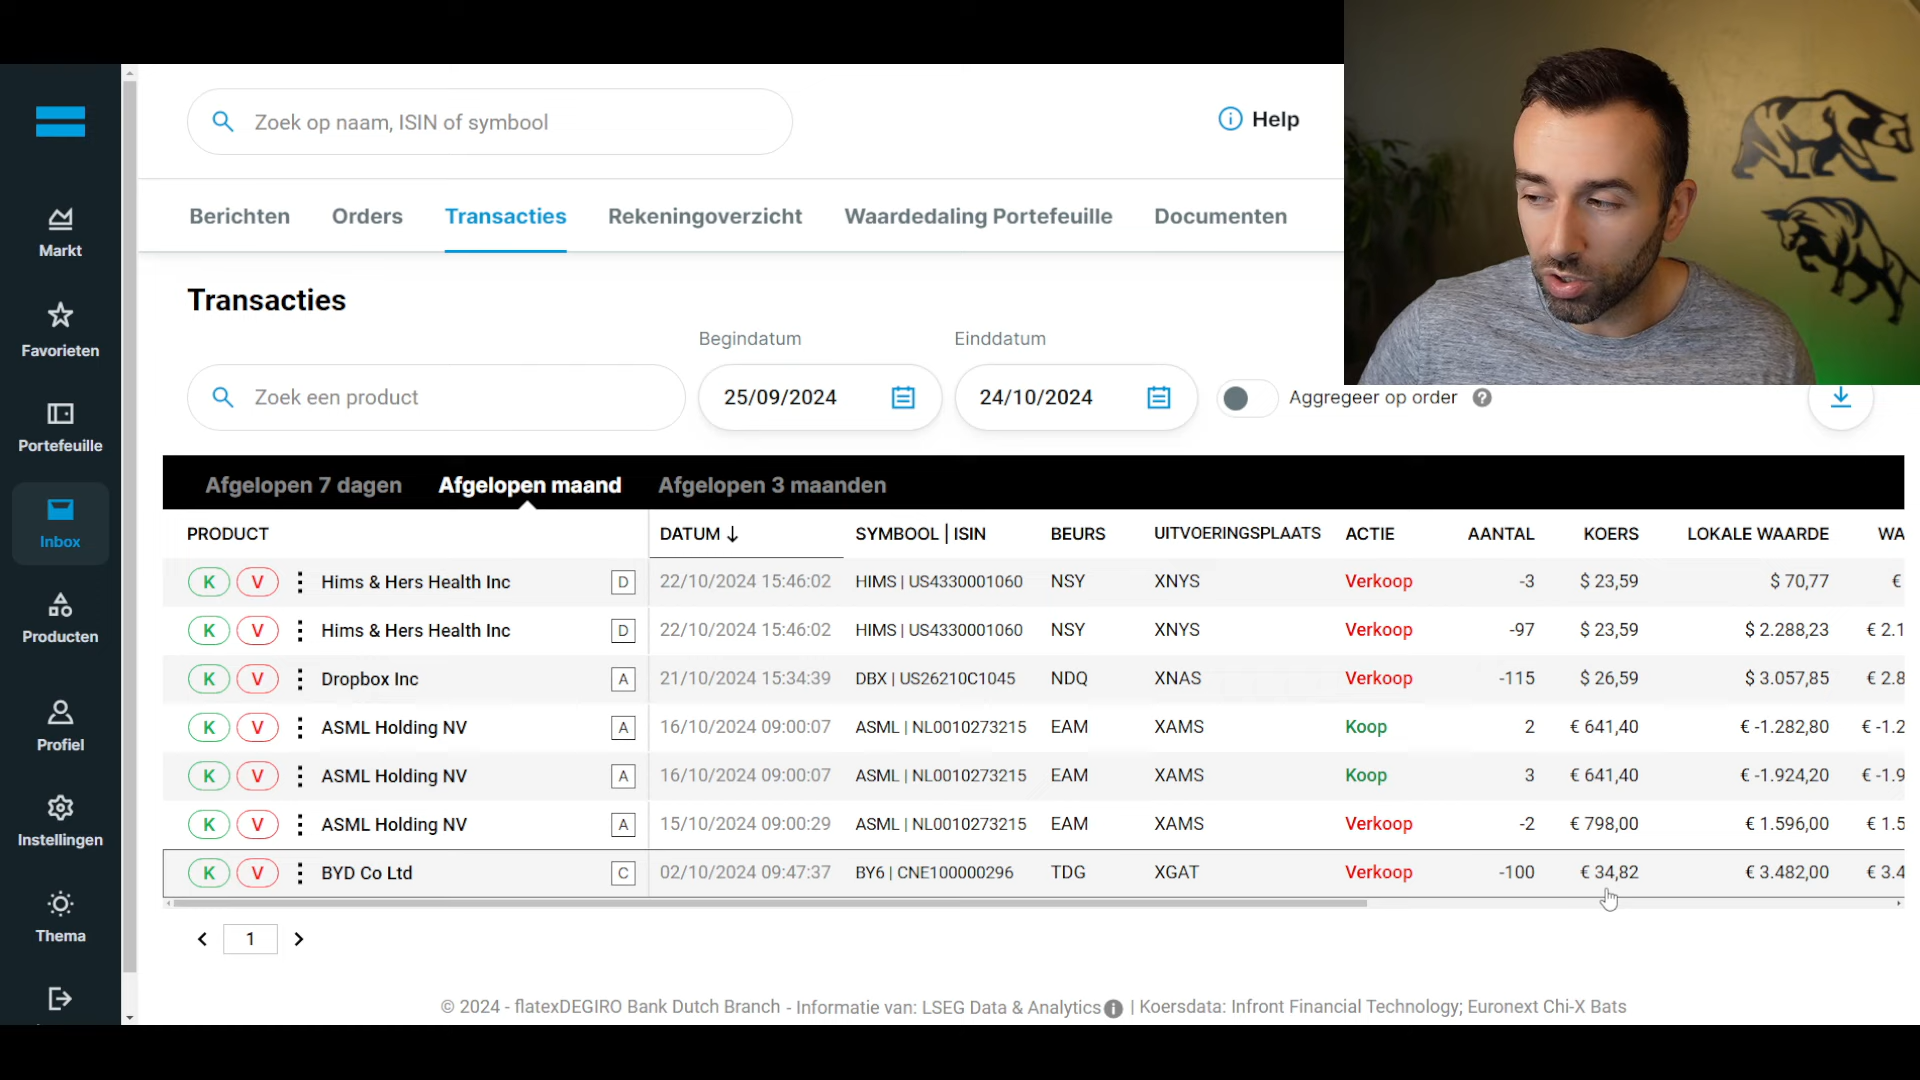 Zoek op naam, ISIN of symbool
Help
Markt
Favorieten
Portefeuille
Inbox
Producten
Profiel
Instellingen
Thema
Berichten Orders Transacties Rekeningoverzicht Waardedaling Portefeuille Documenten
Transacties
Begindatum Einddatum
Zoek een product 25/09/2024 24/10/2024 Aggregeer op order ?
Afgelopen 7 dagen Afgelopen maand Afgelopen 3 maanden
PRODUCT DATUM ↓ SYMBOOL | ISIN BEURS UITVOERINGSPLAATS ACTIE AANTAL KOERS LOKALE WAARDE WA
K V Hims & Hers Health Inc D 22/10/2024 15:46:02 HIMS | US4330001060 NSY XNYS Verkoop -3 $ 23,59 $ 70,77 €
K V Hims & Hers Health Inc D 22/10/2024 15:46:02 HIMS | US4330001060 NSY XNYS Verkoop -97 $ 23,59 $ 2.288,23 € 2.1
K V Dropbox Inc A 21/10/2024 15:34:39 DBX | US26210C1045 NDQ XNAS Verkoop -115 $ 26,59 $ 3.057,85 € 2.8
K V ASML Holding NV A 16/10/2024 09:00:07 ASML | NL0010273215 EAM XAMS Koop 2 € 641,40 € -1.282,80 € -1.2
K V ASML Holding NV A 16/10/2024 09:00:07 ASML | NL0010273215 EAM XAMS Koop 3 € 641,40 € -1.924,20 € -1.9
K V ASML Holding NV A 15/10/2024 09:00:29 ASML | NL0010273215 EAM XAMS Verkoop -2 € 798,00 € 1.596,00 € 1.5
K V BYD Co Ltd C 02/10/2024 09:47:37 BY6 | CNE100000296 TDG XGAT Verkoop -100 € 34,82 € 3.482,00 € 3.4
1
© 2024 - flatexDEGIRO Bank Dutch Branch - Informatie van: LSEG Data & Analytics | Koersdata: Infront Financial Technology; Euronext Chi-X Bats